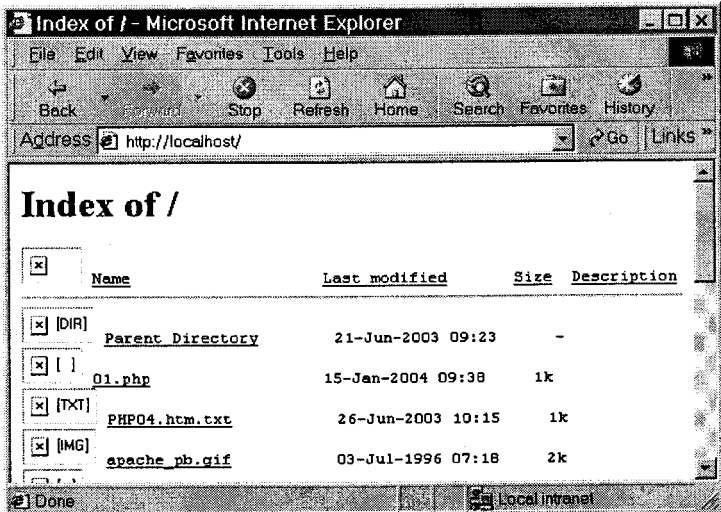 Index of / - Microsoft Internet Explorer
File Edit View Favorites Tools Help
Back Forward Stop Refresh Home Search Favorites History »
Address http://localhost/ Go Links »
Index of /
Name Last modified Size Description
[DIR] Parent Directory 21-Jun-2003 09:23 -
[ ] 01.php 15-Jan-2004 09:38 1k
[TXT] PHP04.htm.txt 26-Jun-2003 10:15 1k
[IMG] apache_pb.gif 03-Jul-1996 07:18 2k
Done Local intranet